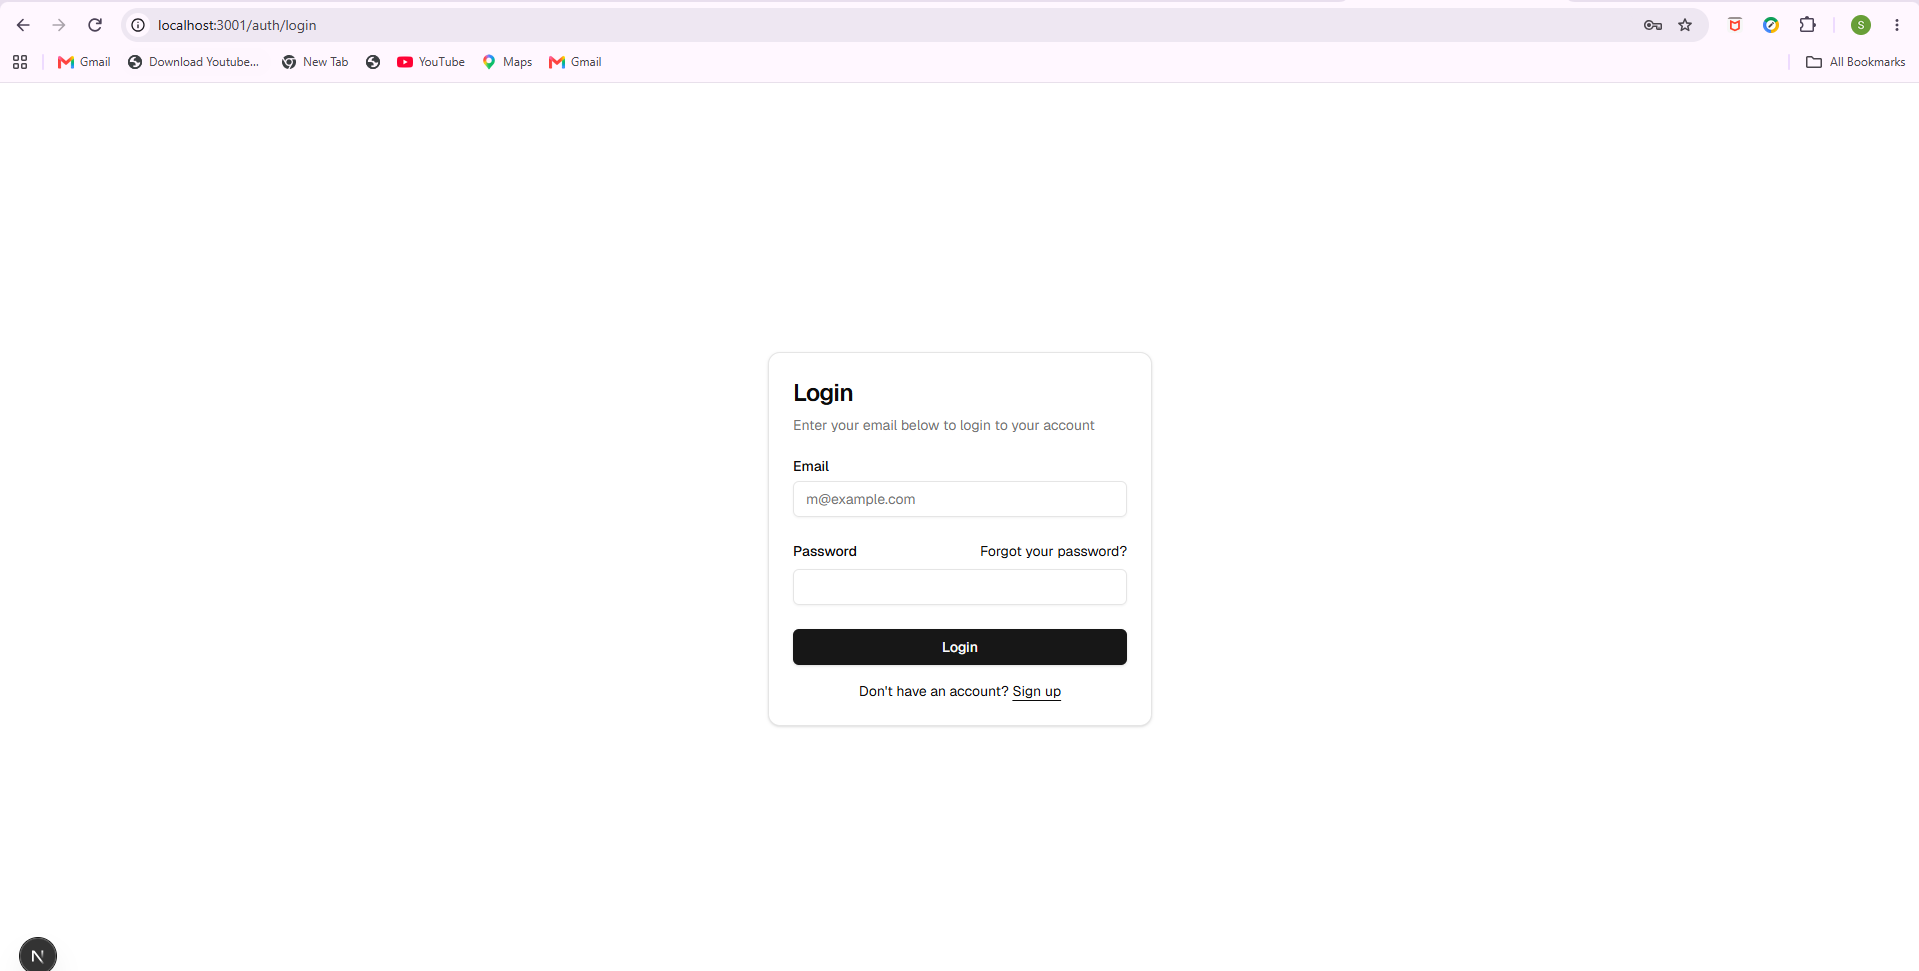 localhost:3001/auth/login
S
Gmail Download Youtube... New Tab YouTube Maps Gmail All Bookmarks
Login
Enter your email below to login to your account
Email
m@example.com
Password Forgot your password?
Login
Don't have an account? Sign up
N